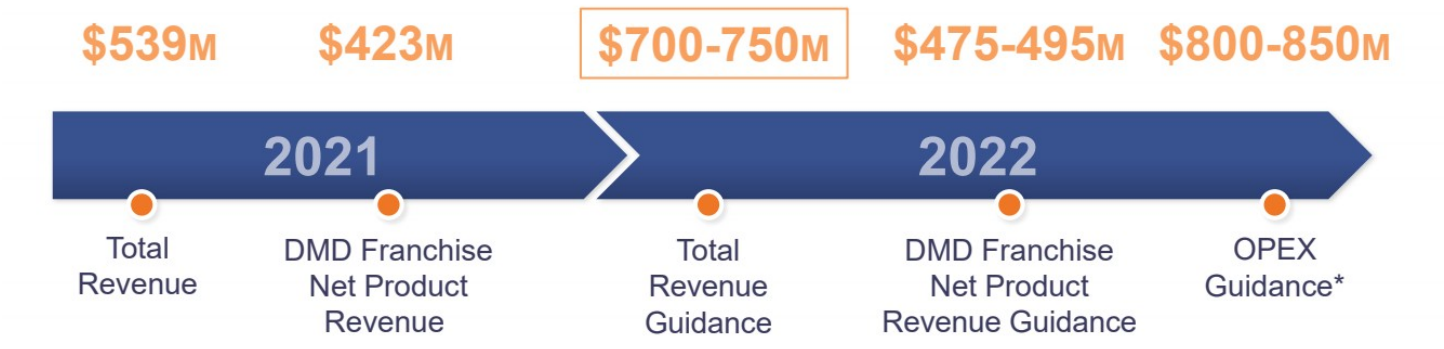 $539M $423M $700-750M $475-495M $800-850M
2021 2022
Total
Revenue
DMD Franchise
Net Product
Revenue
Total
Revenue
Guidance
DMD Franchise
Net Product
Revenue Guidance
OPEX
Guidance*